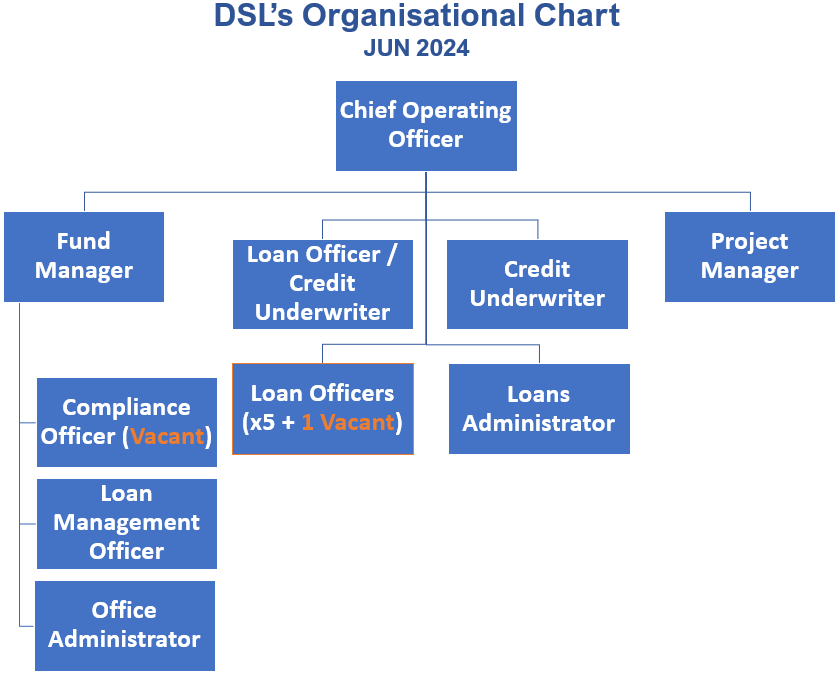 DSL’s Organisational Chart
JUN 2024
Chief Operating
Officer
Fund
Manager
Loan Officer /
Credit
Underwriter
Credit
Underwriter
Project
Manager
Compliance
Officer (Vacant)
Loan Officers
(x5 + 1 Vacant)
Loans
Administrator
Loan
Management
Officer
Office
Administrator